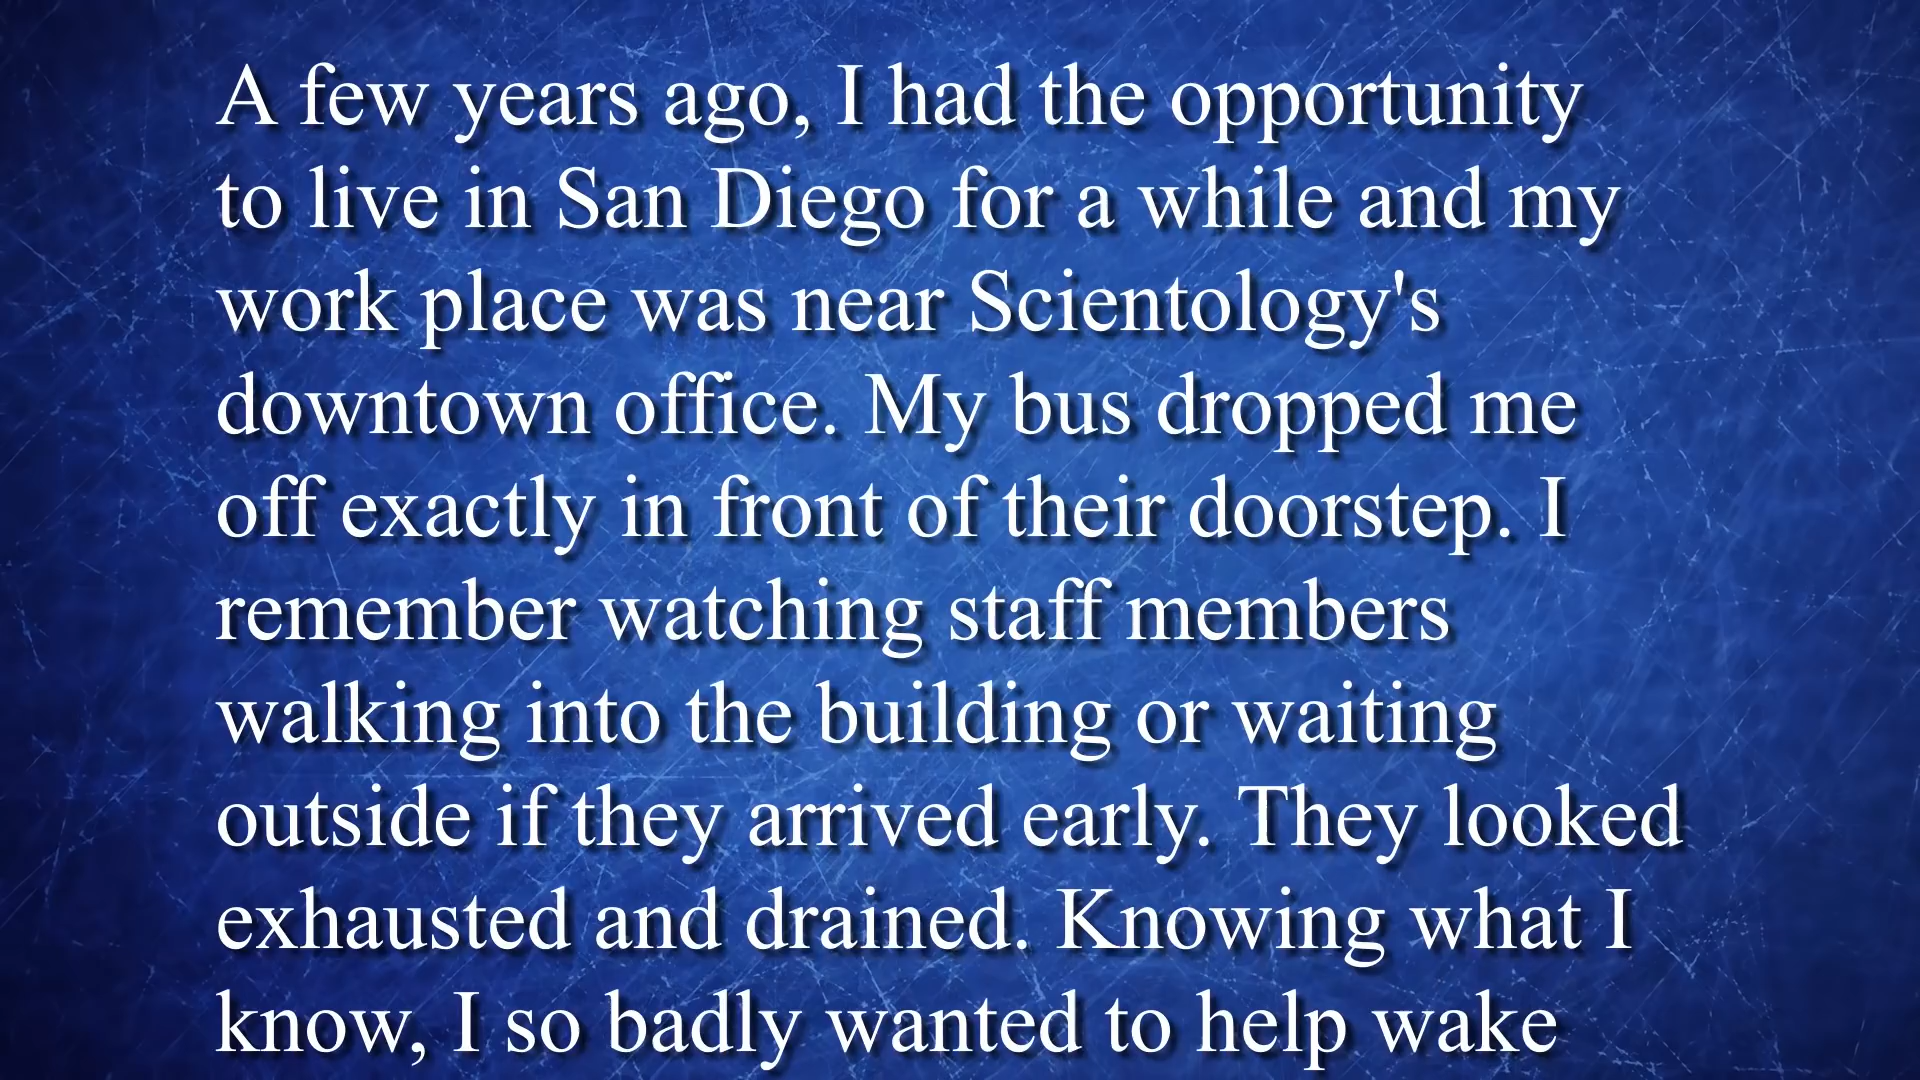 A few years ago, I had the opportunity
to live in San Diego for a while and my
work place was near Scientology's
downtown office. My bus dropped me
off exactly in front of their doorstep. I
remember watching staff members
walking into the building or waiting
outside if they arrived early. They looked
exhausted and drained. Knowing what I
know, I so badly wanted to help wake